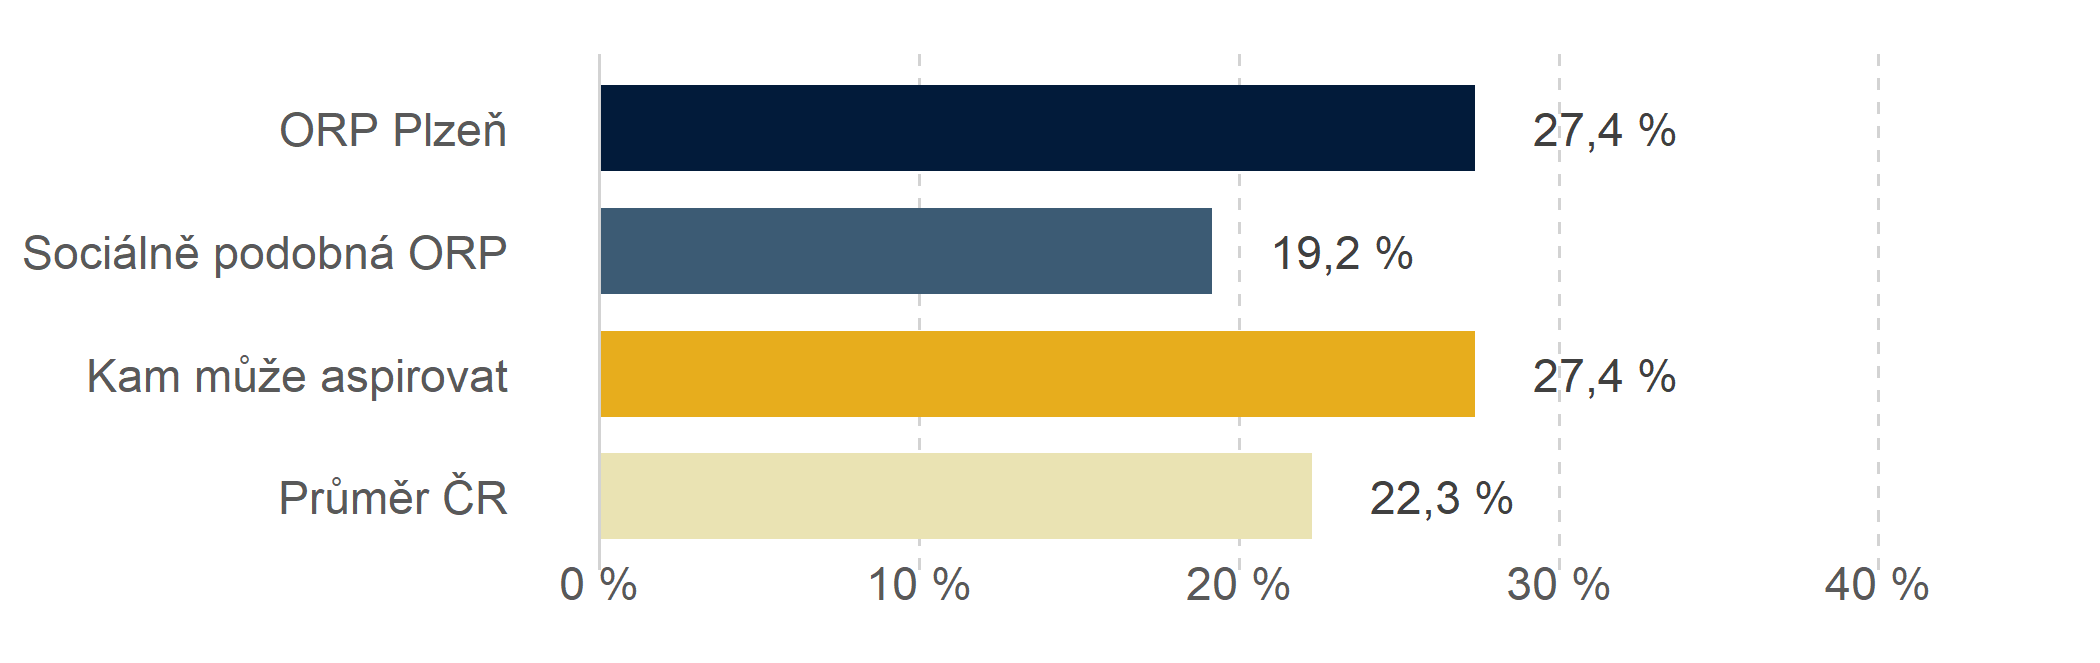 ORP Plzeň 27,4 %
Sociálně podobná ORP 19,2 %
Kam může aspirovat 27,4 %
Průměr ČR 22,3 %
0 % 10 % 20 % 30 % 40 %